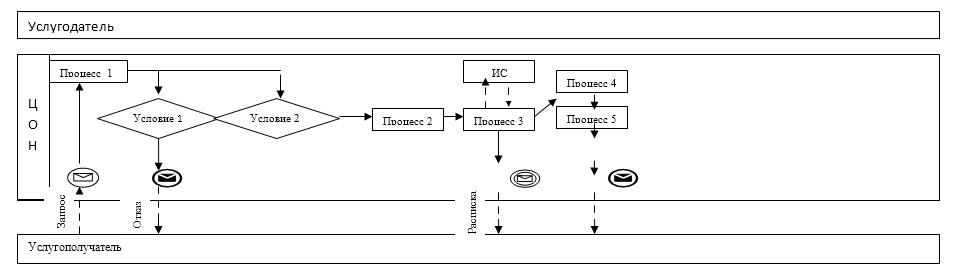 Услугодатель
ЦОН
Процесс 1
ИС
Процесс 4
Условие 1
Условие 2
Процесс 2
Процесс 3
Процесс 5
Запрос
Отказ
Расписка
Услугополучатель